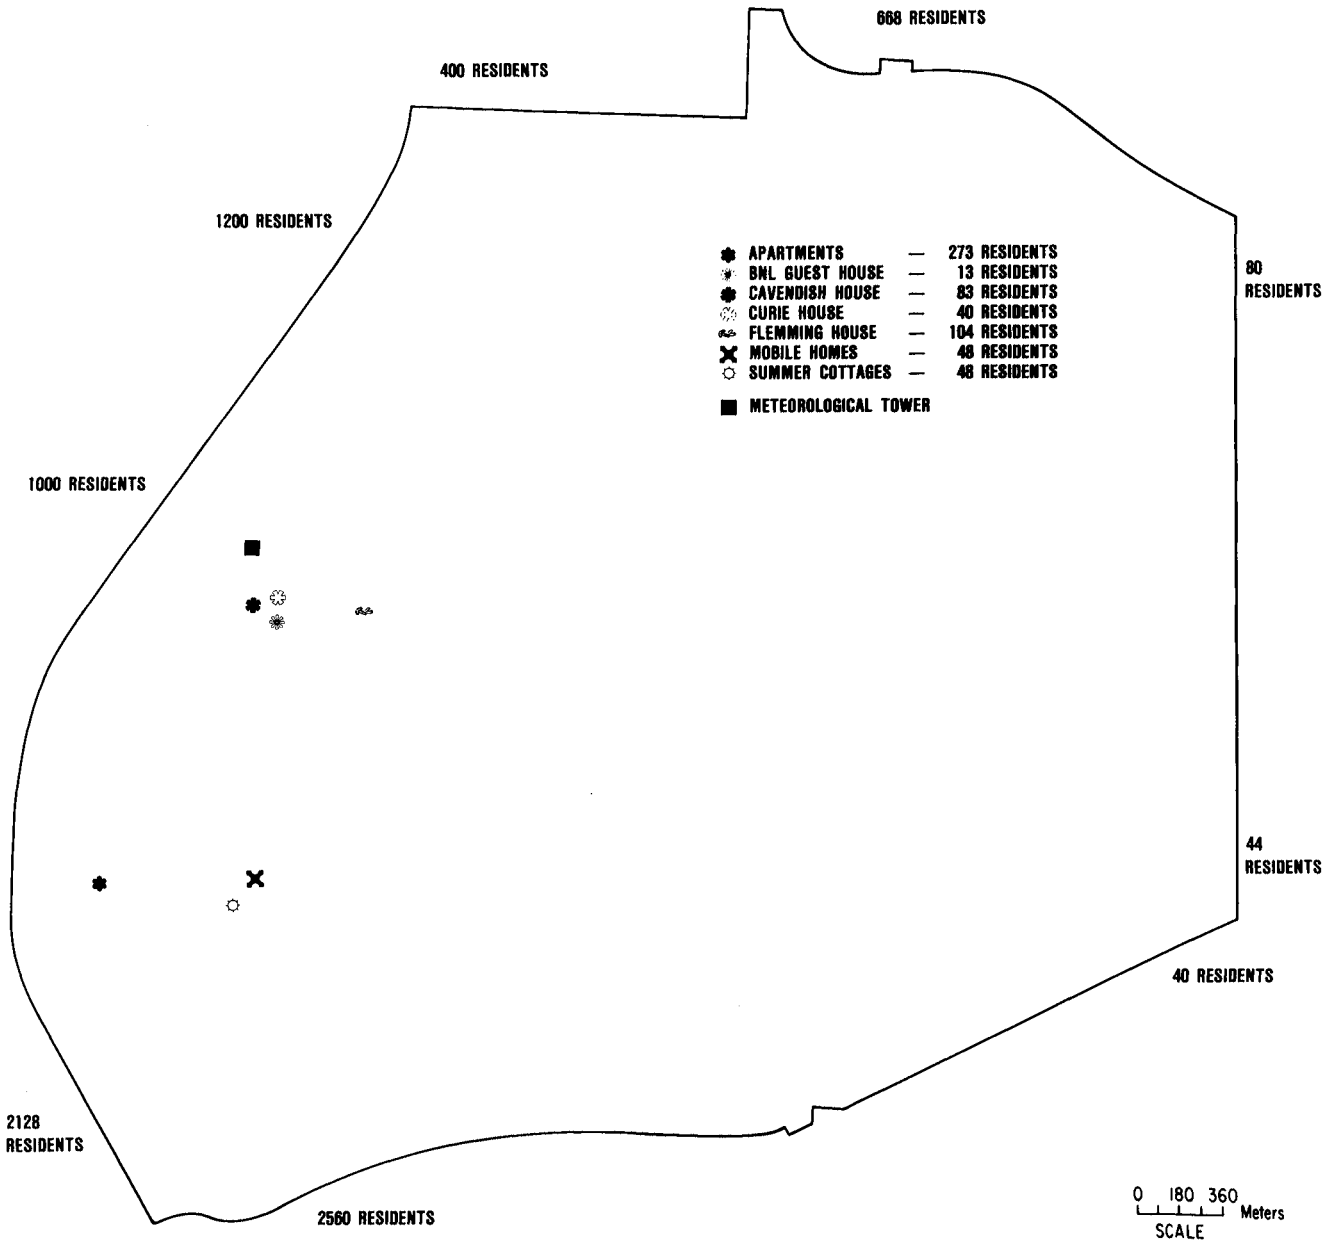 668 RESIDENTS
400 RESIDENTS
1200 RESIDENTS
APARTMENTS — 273 RESIDENTS
BNL GUEST HOUSE — 13 RESIDENTS
CAVENDISH HOUSE — 83 RESIDENTS
CURIE HOUSE — 40 RESIDENTS
FLEMMING HOUSE — 104 RESIDENTS
MOBILE HOMES — 48 RESIDENTS
SUMMER COTTAGES — 48 RESIDENTS
METEOROLOGICAL TOWER
80
RESIDENTS
1000 RESIDENTS
44
RESIDENTS
40 RESIDENTS
2128
RESIDENTS
2560 RESIDENTS
0 180 360
Meters
SCALE